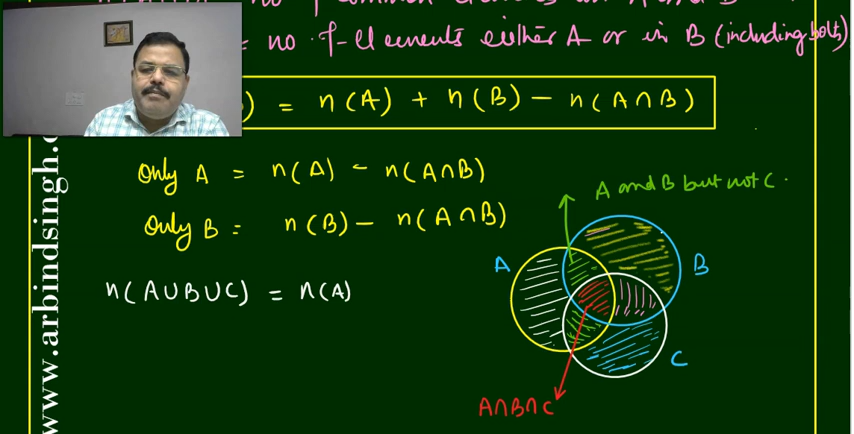 no. of elements either A or in B (including both)
) = n(A) + n(B) - n(A∩B)
Only A = n(A) - n(A∩B)
Only B = n(B) - n(A∩B)
n(A∪B∪C) = n(A)
A and B but not C.
A
B
C
A∩B∩C
www.arbindsingh.c